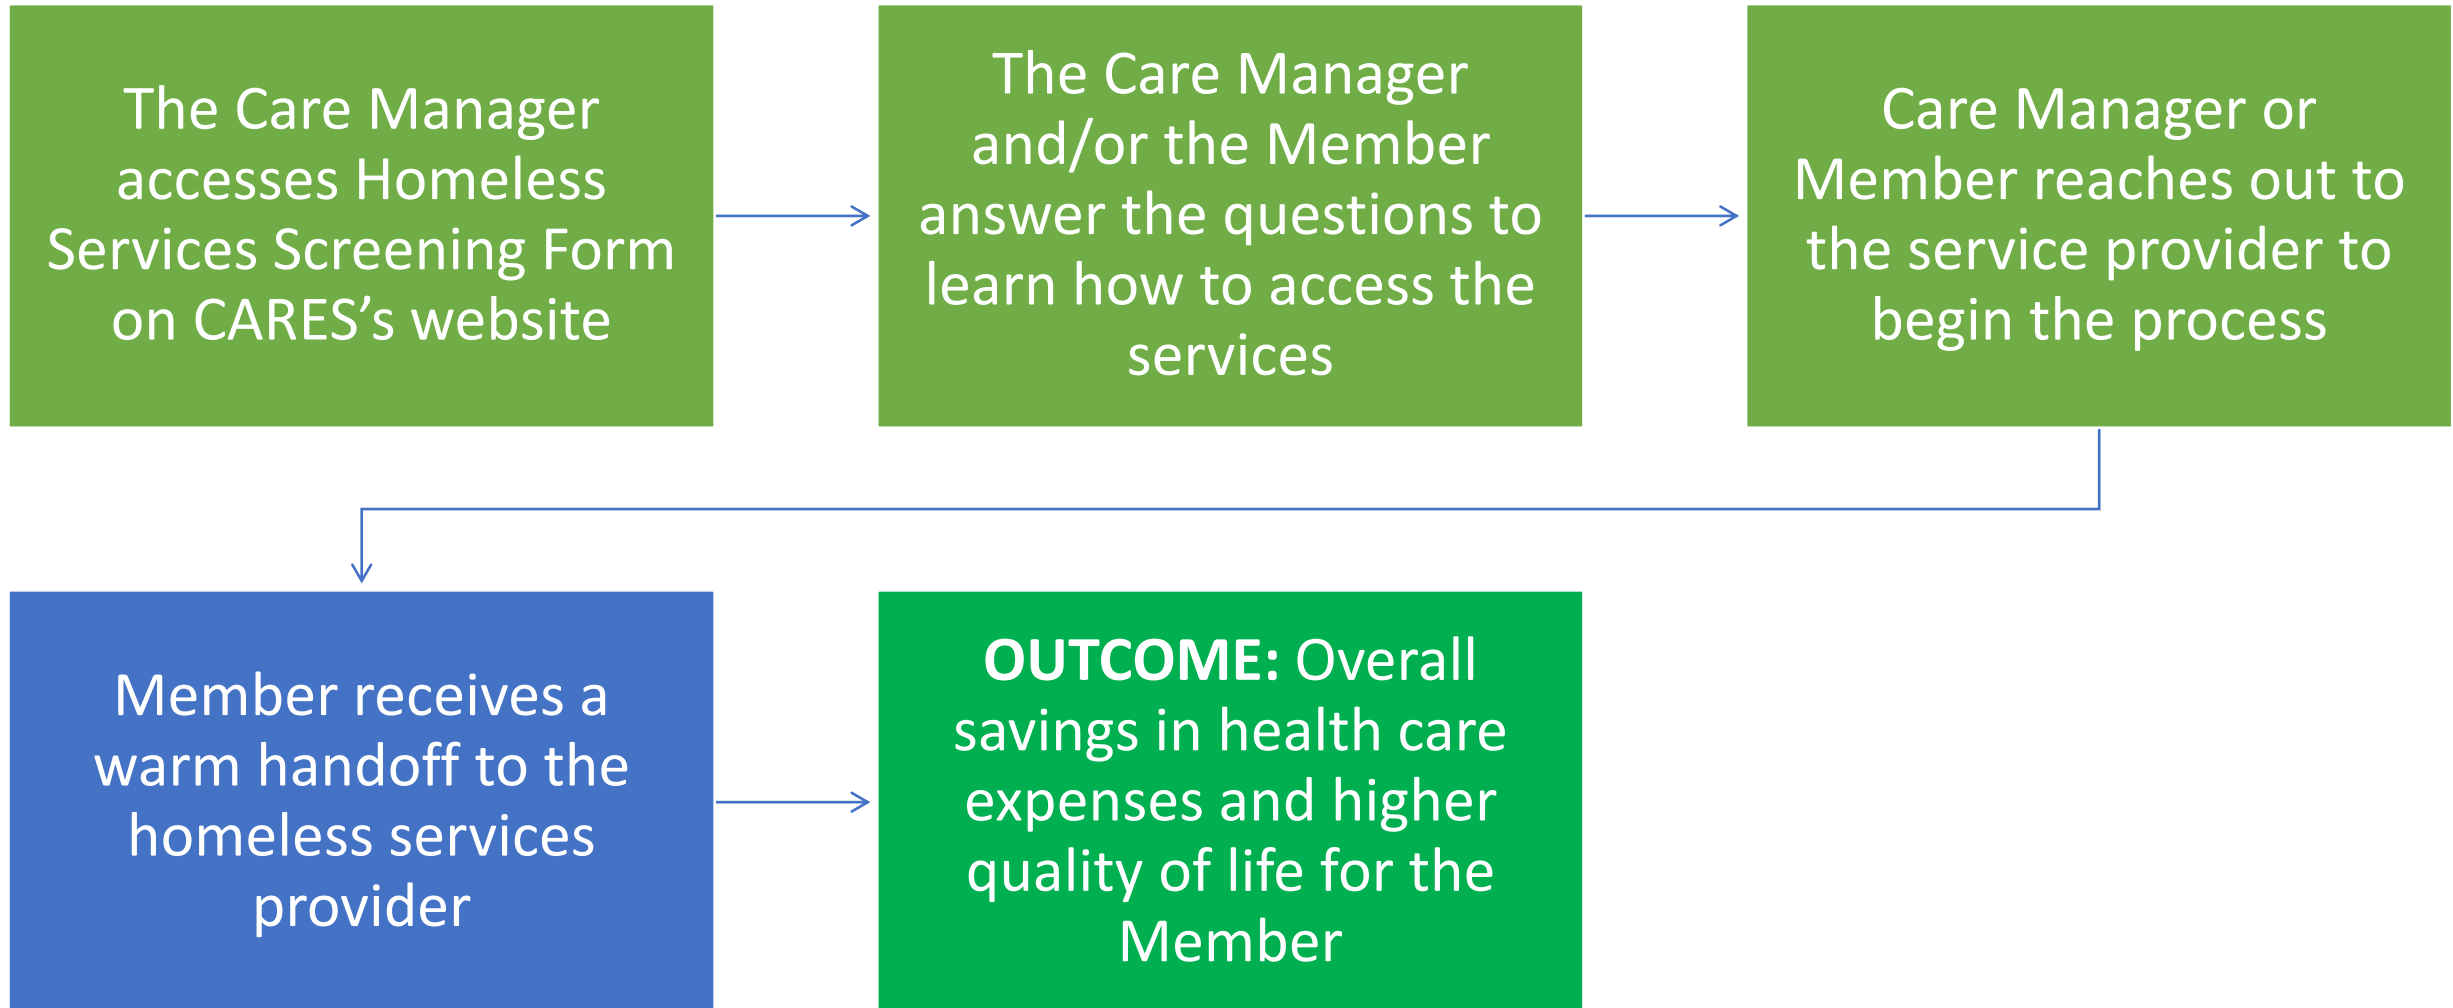 The Care Manager
accesses Homeless
Services Screening Form
on CARES’s website
The Care Manager
and/or the Member
answer the questions to
learn how to access the
services
Care Manager or
Member reaches out to
the service provider to
begin the process
Member receives a
warm handoff to the
homeless services
provider
OUTCOME: Overall
savings in health care
expenses and higher
quality of life for the
Member